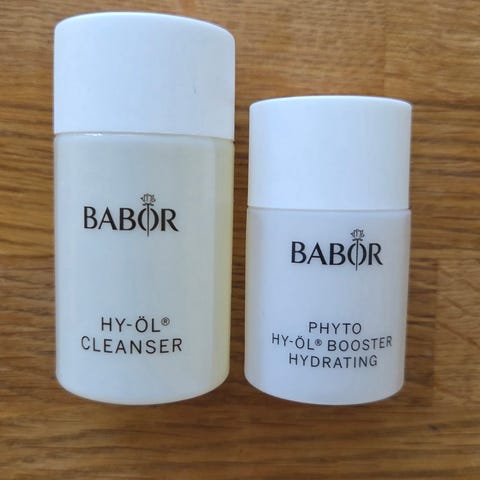 BABOR
HY-ÖL® 
CLEANSER
BABOR
PHYTO
HY-ÖL® BOOSTER
HYDRATING